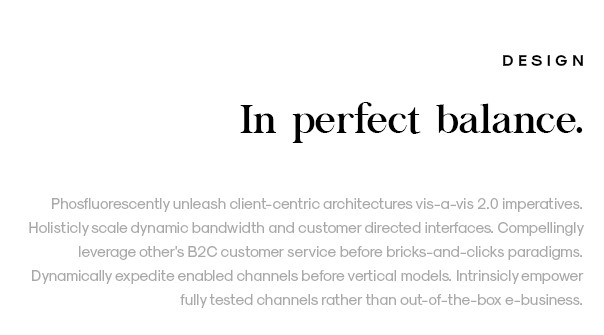 DESIGN
In perfect balance.
Phosfluorescently unleash client-centric architectures vis-a-vis 2.0 imperatives.
Holisticly scale dynamic bandwidth and customer directed interfaces. Compellingly
leverage other's B2C customer service before bricks-and-clicks paradigms.
Dynamically expedite enabled channels before vertical models. Intrinsicly empower
fully tested channels rather than out-of-the-box e-business.